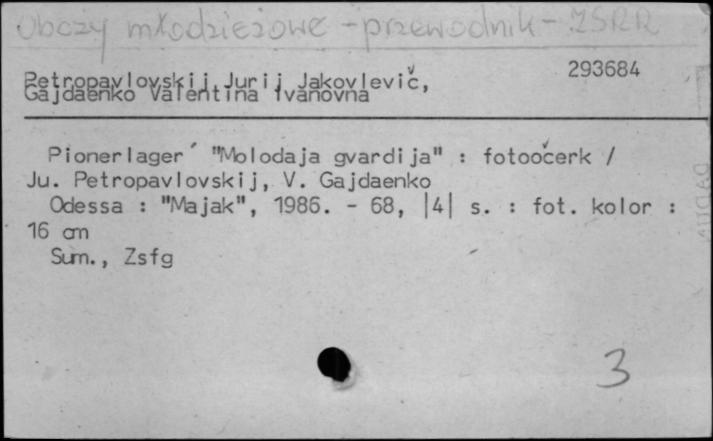 Obozy młodzieżowe - przewodnik - ZSRR
293684
Petropavlovskij Jurij Jakovlevič,
Gajdaenko Valentina Ivanovna
Pionerlager´ "Molodaja gvardija" : fotoočerk /
Ju. Petropavlovskij, V. Gajdaenko
Odessa : "Majak", 1986. - 68, |4| s. : fot. kolor :
16 cm
Sum., Zsfg
3